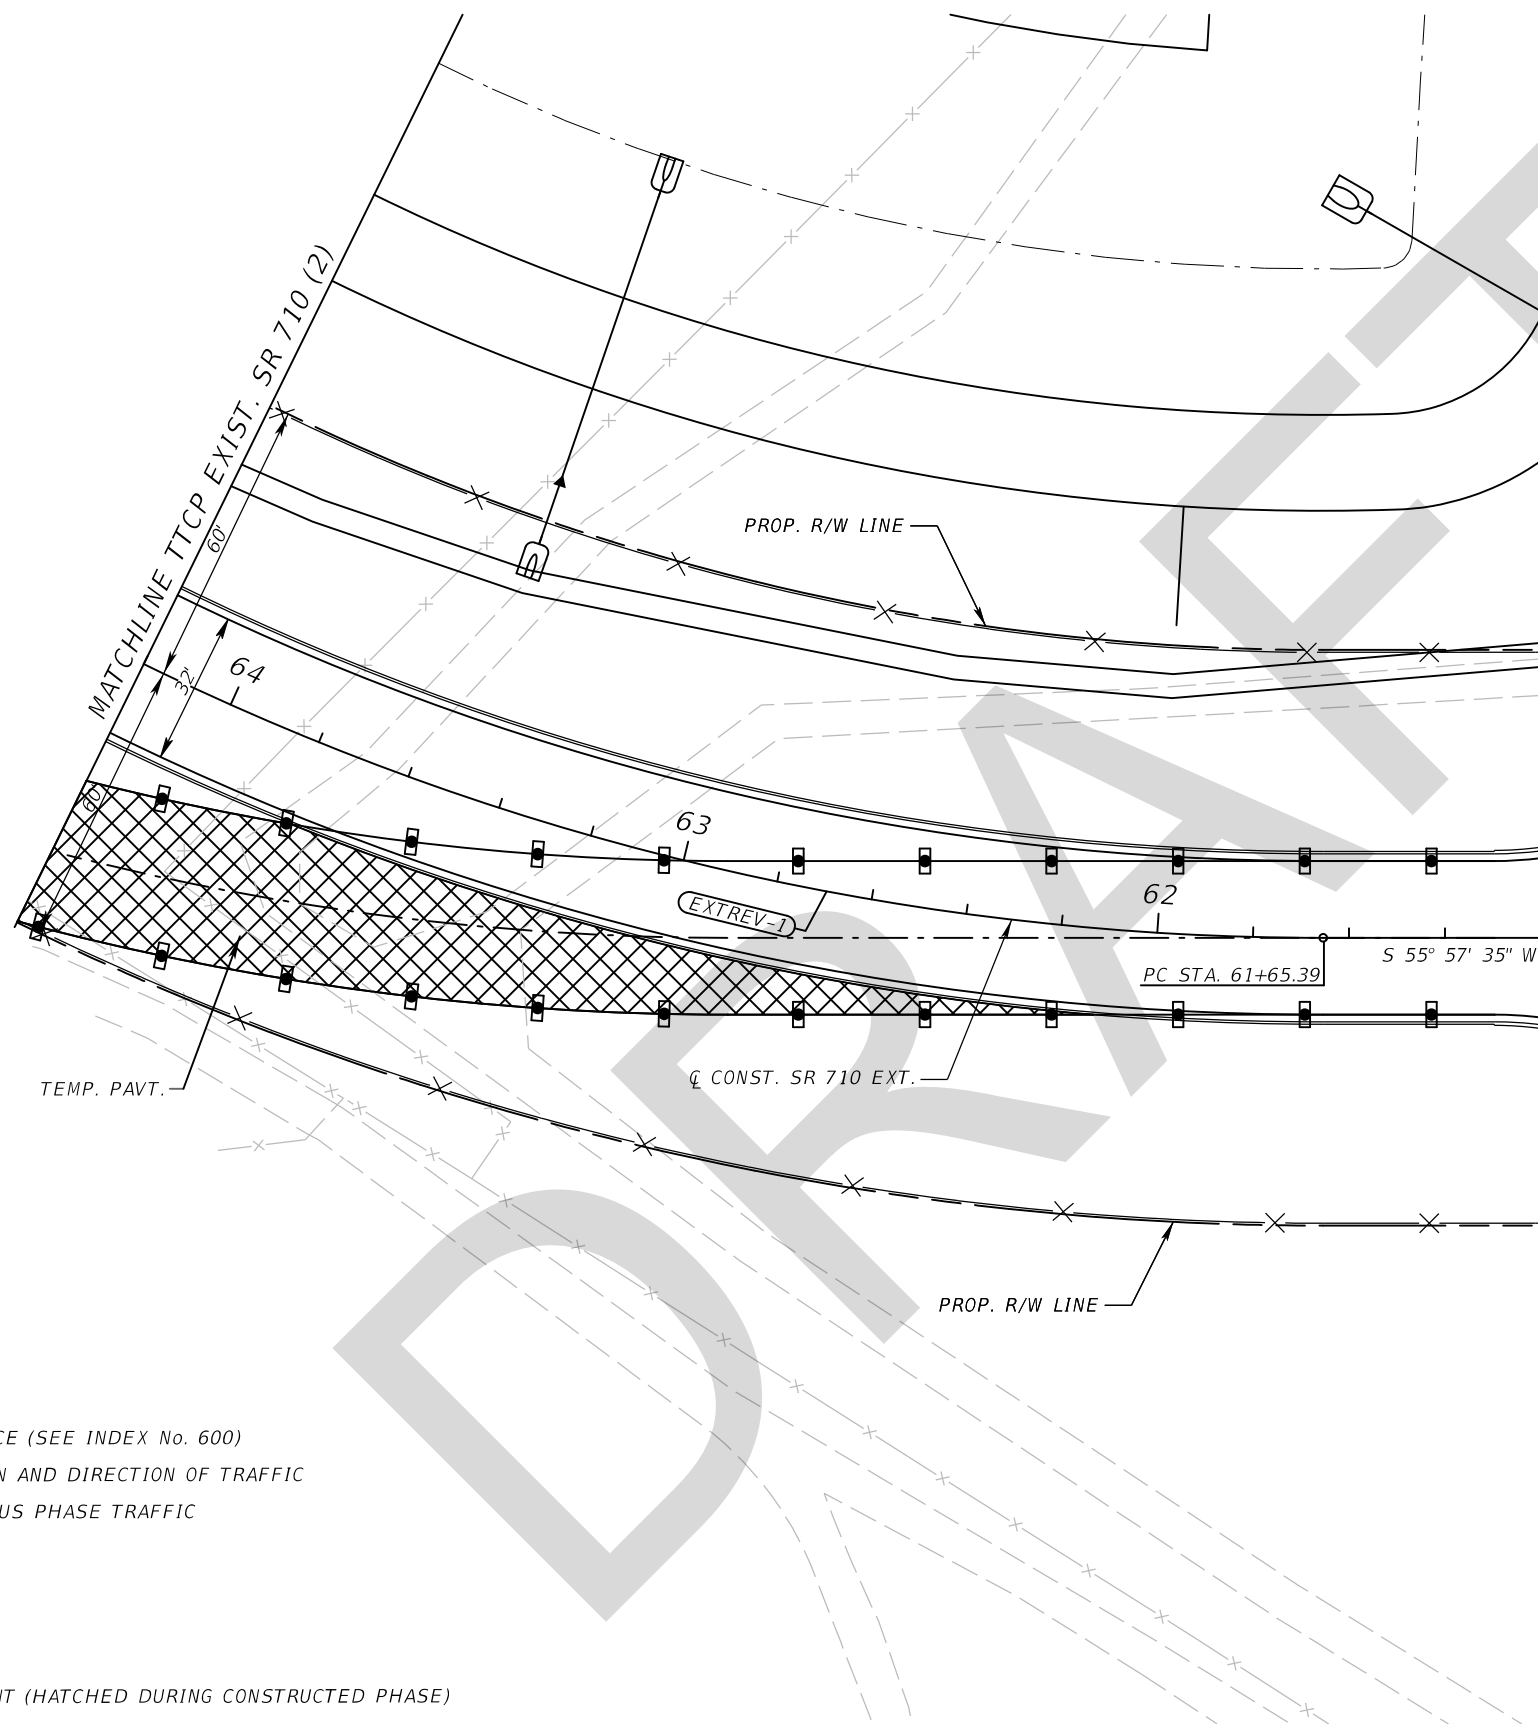 MATCHLINE TTCP EXIST. SR 710 (2)
60'
32'
60'
64
63
62
PROP. R/W LINE
EXTREV-1
S 55° 57' 35" W
PC STA. 61+65.39
TEMP. PAVT.
℄ CONST. SR 710 EXT.
PROP. R/W LINE
DRAFT
CE (SEE INDEX No. 600)
N AND DIRECTION OF TRAFFIC
US PHASE TRAFFIC
NT (HATCHED DURING CONSTRUCTED PHASE)